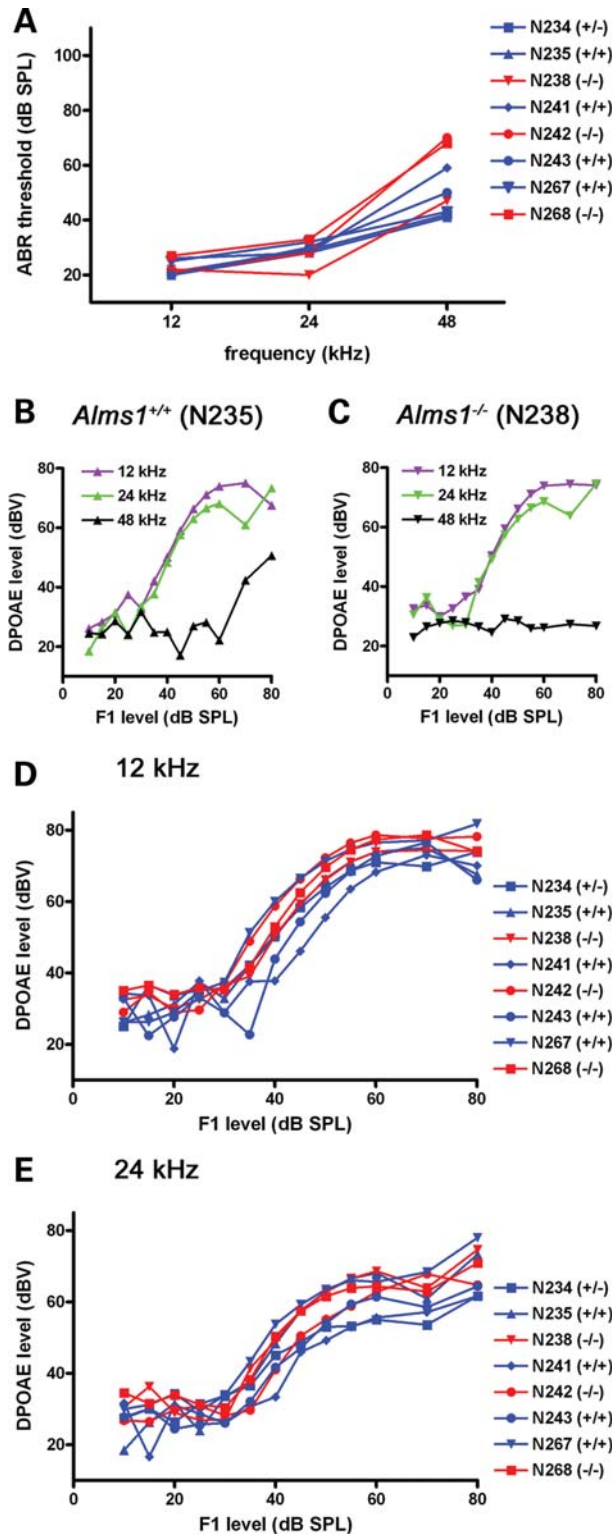 A
ABR threshold (dB SPL)
100
80
60
40
20
12
24
48
frequency (kHz)
N234 (+/-)
N235 (+/+)
N238 (-/-)
N241 (+/+)
N242 (-/-)
N243 (+/+)
N267 (+/+)
N268 (-/-)
B Alms1+/+ (N235)
DPOAE level (dBV)
80
60
40
20
12 kHz
24 kHz
48 kHz
0 20 40 60 80
F1 level (dB SPL)
C Alms1-/- (N238)
DPOAE level (dBV)
80
60
40
20
12 kHz
24 kHz
48 kHz
0 20 40 60 80
F1 level (dB SPL)
D 12 kHz
DPOAE level (dBV)
80
60
40
20
0 20 40 60 80
F1 level (dB SPL)
N234 (+/-)
N235 (+/+)
N238 (-/-)
N241 (+/+)
N242 (-/-)
N243 (+/+)
N267 (+/+)
N268 (-/-)
E 24 kHz
DPOAE level (dBV)
80
60
40
20
0 20 40 60 80
F1 level (dB SPL)
N234 (+/-)
N235 (+/+)
N238 (-/-)
N241 (+/+)
N242 (-/-)
N243 (+/+)
N267 (+/+)
N268 (-/-)